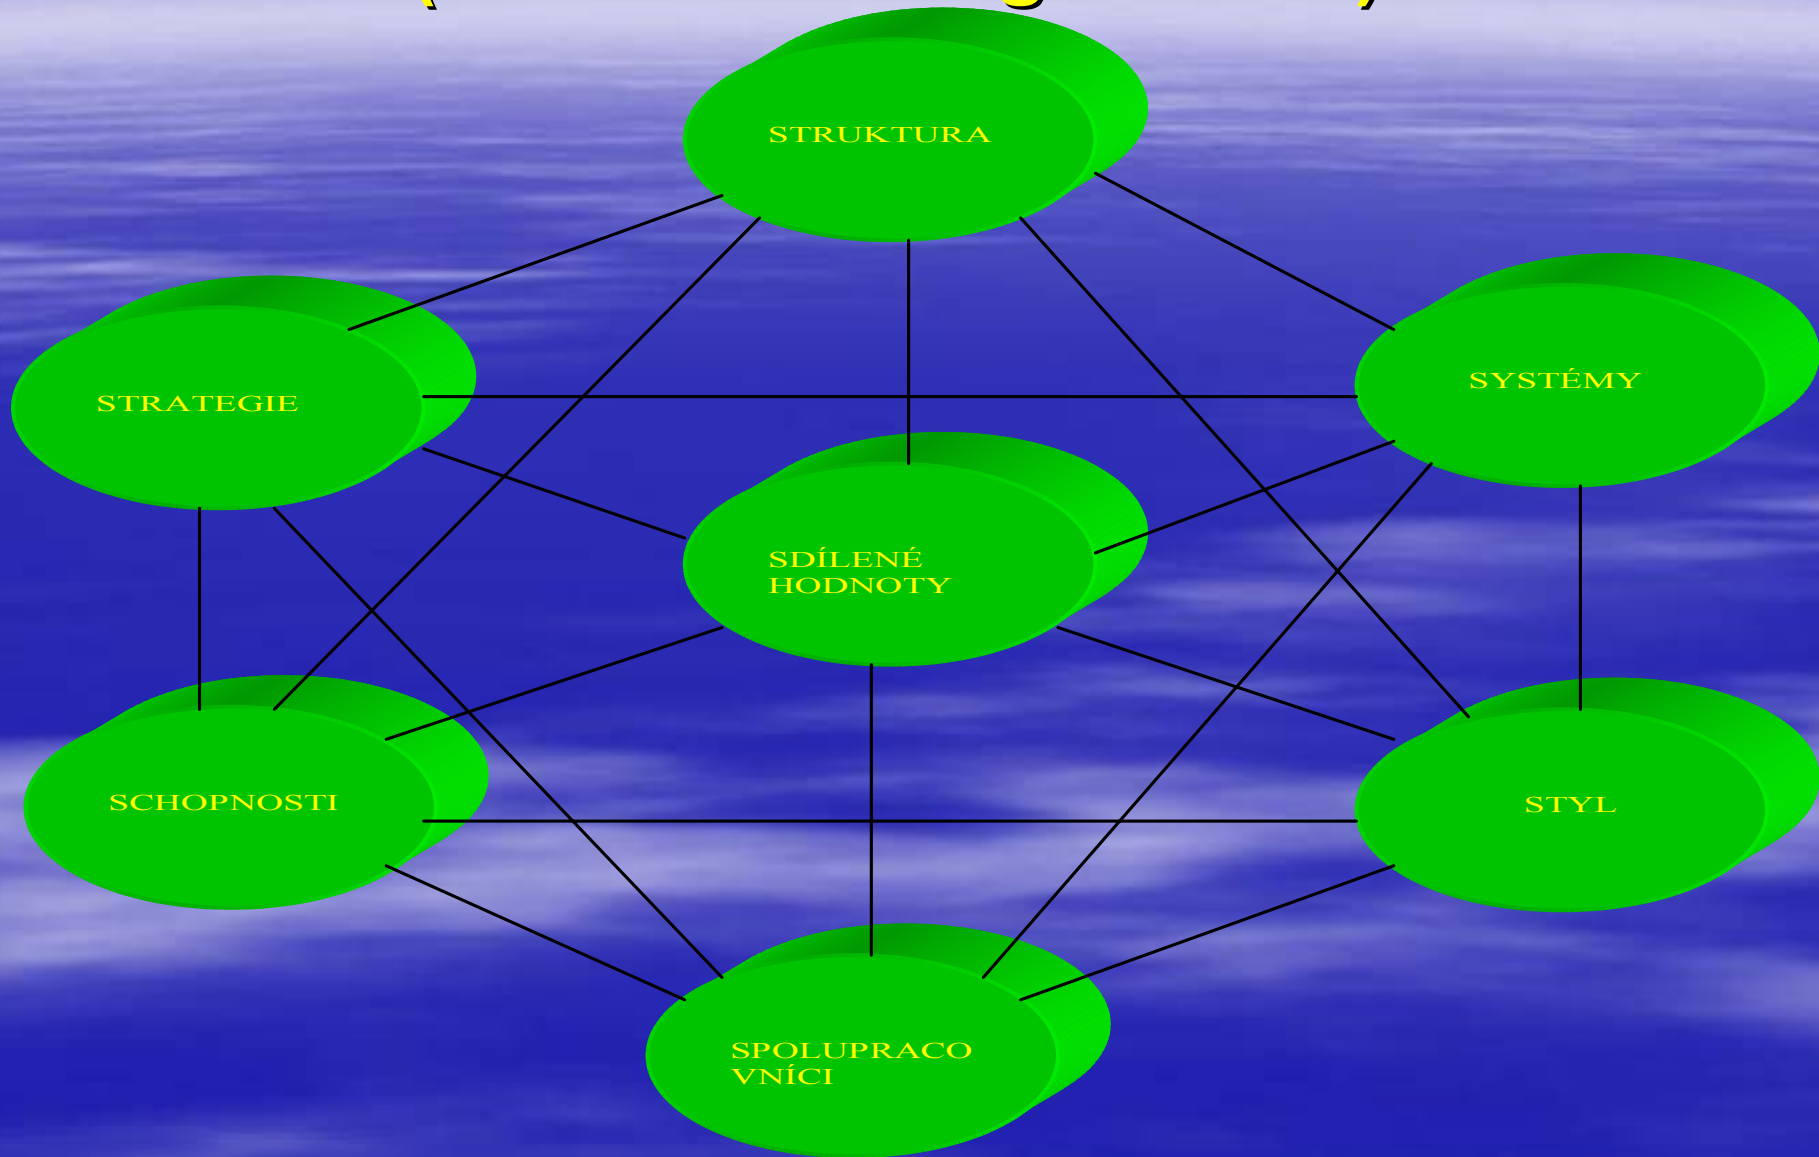 STRUKTURA
SYSTÉMY
STRATEGIE
SDÍLENÉ
HODNOTY
SCHOPNOSTI
STYL
SPOLUPRACO
VNÍCI